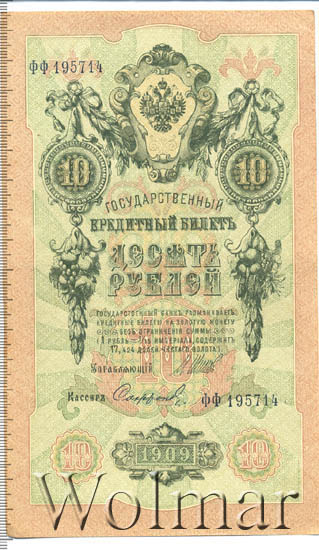 ФФ 195714
10 10
ГОСУДАРСТВЕННЫЙ
КРЕДИТНЫЙ БИЛЕТЪ
ДЕСЯТЬ
РУБЛЕЙ
ГОСУДАРСТВЕННЫЙ БАНКЪ РАЗМѢНИВАЕТЪ
КРЕДИТНЫЕ БИЛЕТЫ НА ЗОЛОТУЮ МОНЕТУ
БЕЗЪ ОГРАНИЧЕНІЯ СУММЫ
(1 РУБЛЬ = 1/15 ИМПЕРІАЛА, СОДЕРЖИТЪ
17,424 ДОЛЕЙ ЧИСТАГО ЗОЛОТА).
Управляющій
10
Кассиръ
ФФ 195714
10 1909 10
Wolmar